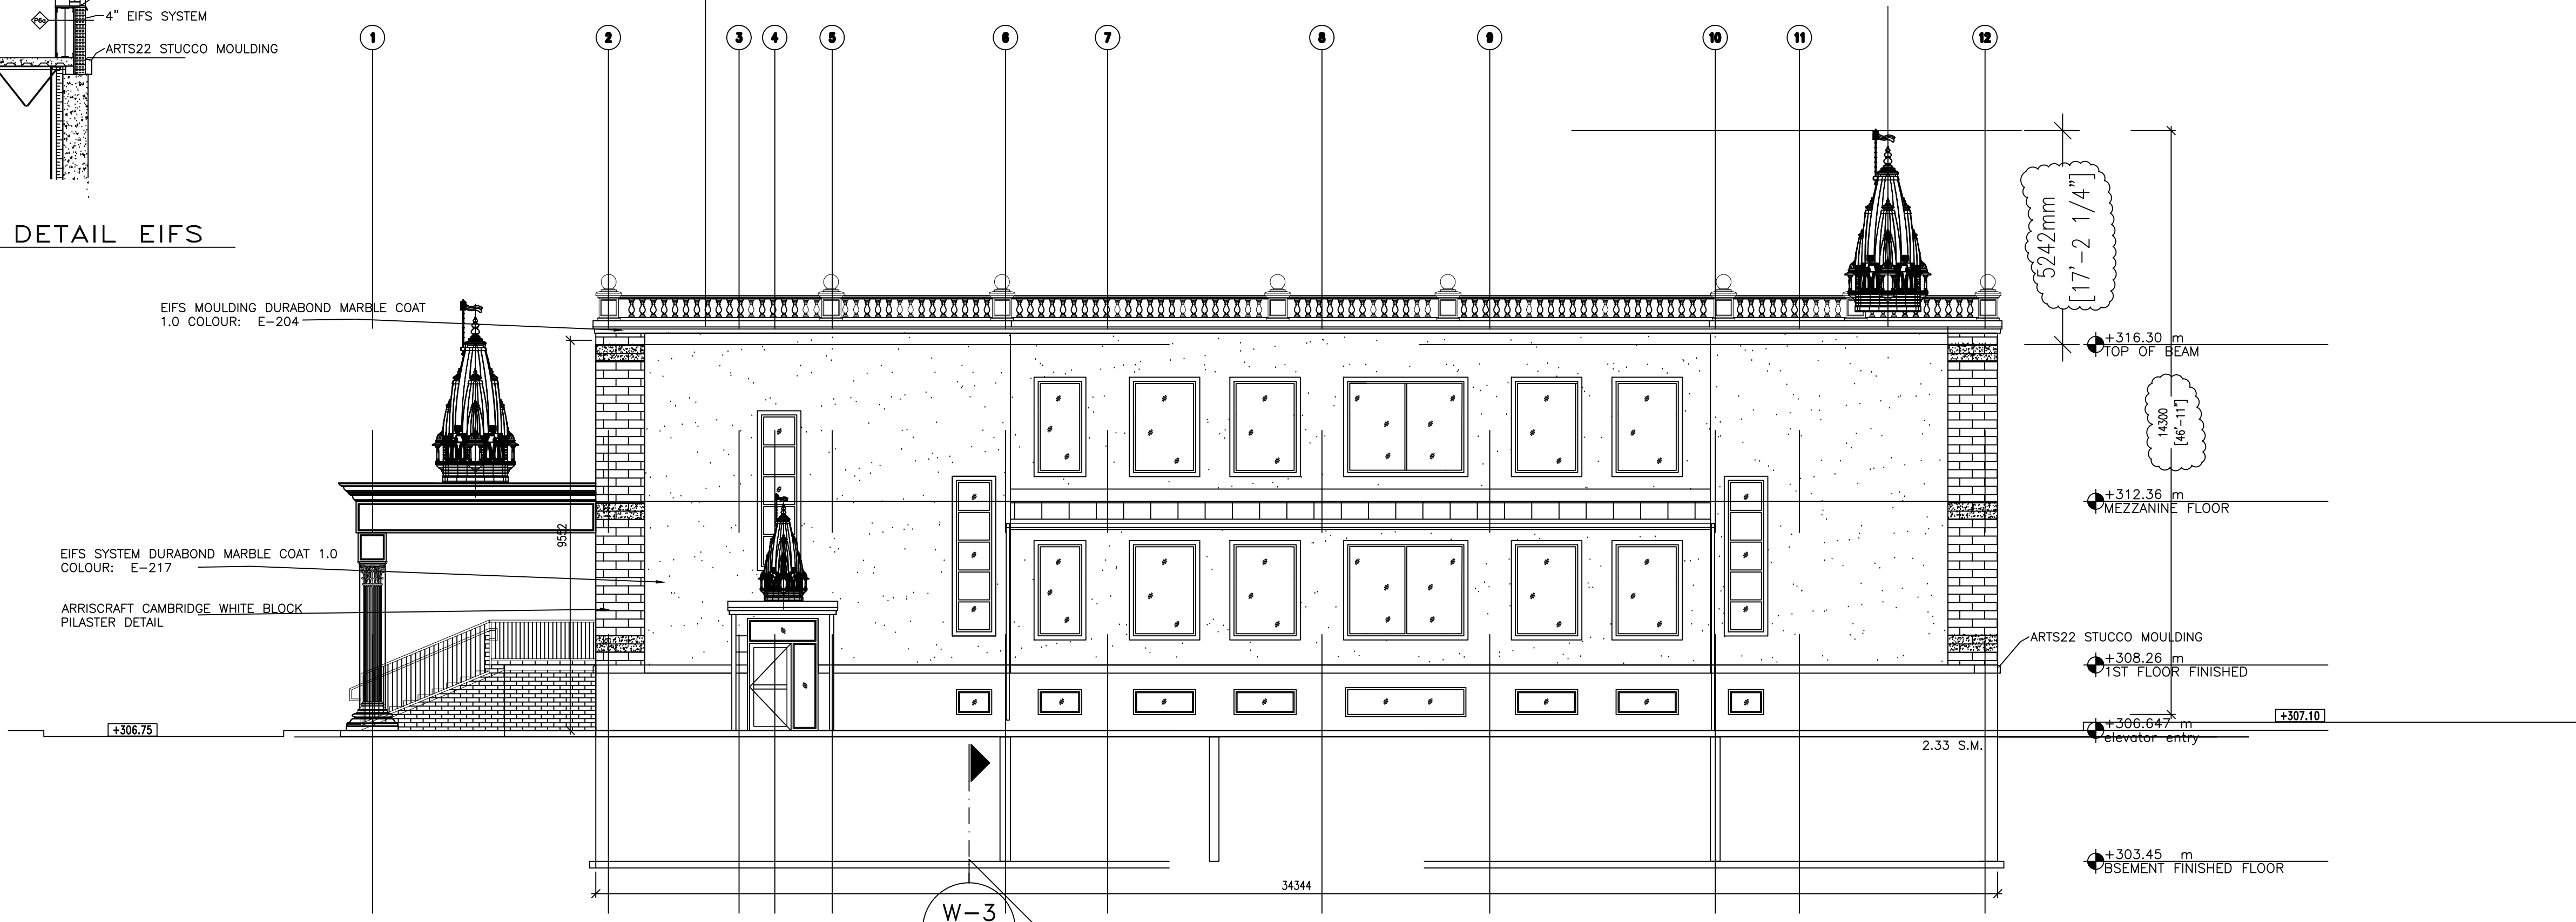 P6a
4" EIFS SYSTEM
ARTS22 STUCCO MOULDING
DETAIL EIFS
1
2
3
4
5
6
7
8
9
10
11
12
5242mm
[17'-2 1/4"]
EIFS MOULDING DURABOND MARBLE COAT
1.0 COLOUR: E-204
+316.30 m
TOP OF BEAM
14300
[46'-11"]
+312.36 m
MEZZANINE FLOOR
9552
EIFS SYSTEM DURABOND MARBLE COAT 1.0
COLOUR: E-217
ARRISCRAFT CAMBRIDGE WHITE BLOCK
PILASTER DETAIL
ARTS22 STUCCO MOULDING
+308.26 m
1ST FLOOR FINISHED
+306.75
+307.10
+306.647 m
elevator entry
2.33 S.M.
+303.45 m
BSEMENT FINISHED FLOOR
34344
W-3